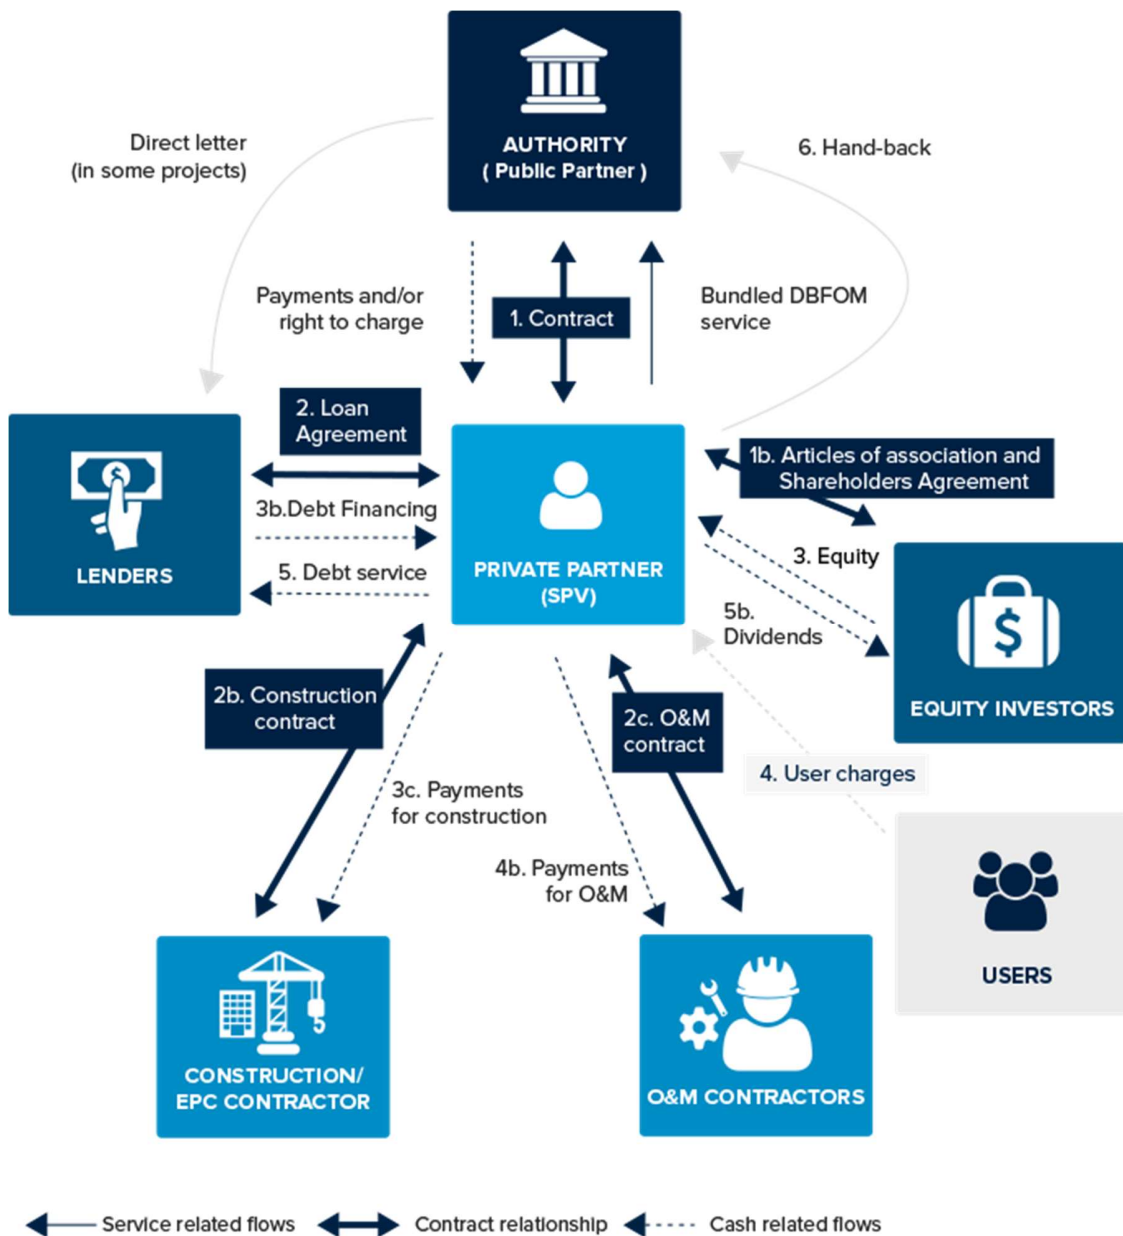 AUTHORITY
( Public Partner )
Direct letter
(in some projects)
6. Hand-back
Payments and/or
right to charge
1. Contract
Bundled DBFOM
service
2. Loan
Agreement
1b. Articles of association and
Shareholders Agreement
3b.Debt Financing
LENDERS
5. Debt service
PRIVATE PARTNER
(SPV)
3. Equity
5b.
Dividends
EQUITY INVESTORS
2b. Construction
contract
2c. O&M
contract
4. User charges
3c. Payments
for construction
4b. Payments
for O&M
USERS
CONSTRUCTION/
EPC CONTRACTOR
O&M CONTRACTORS
Service related flows
Contract relationship
Cash related flows